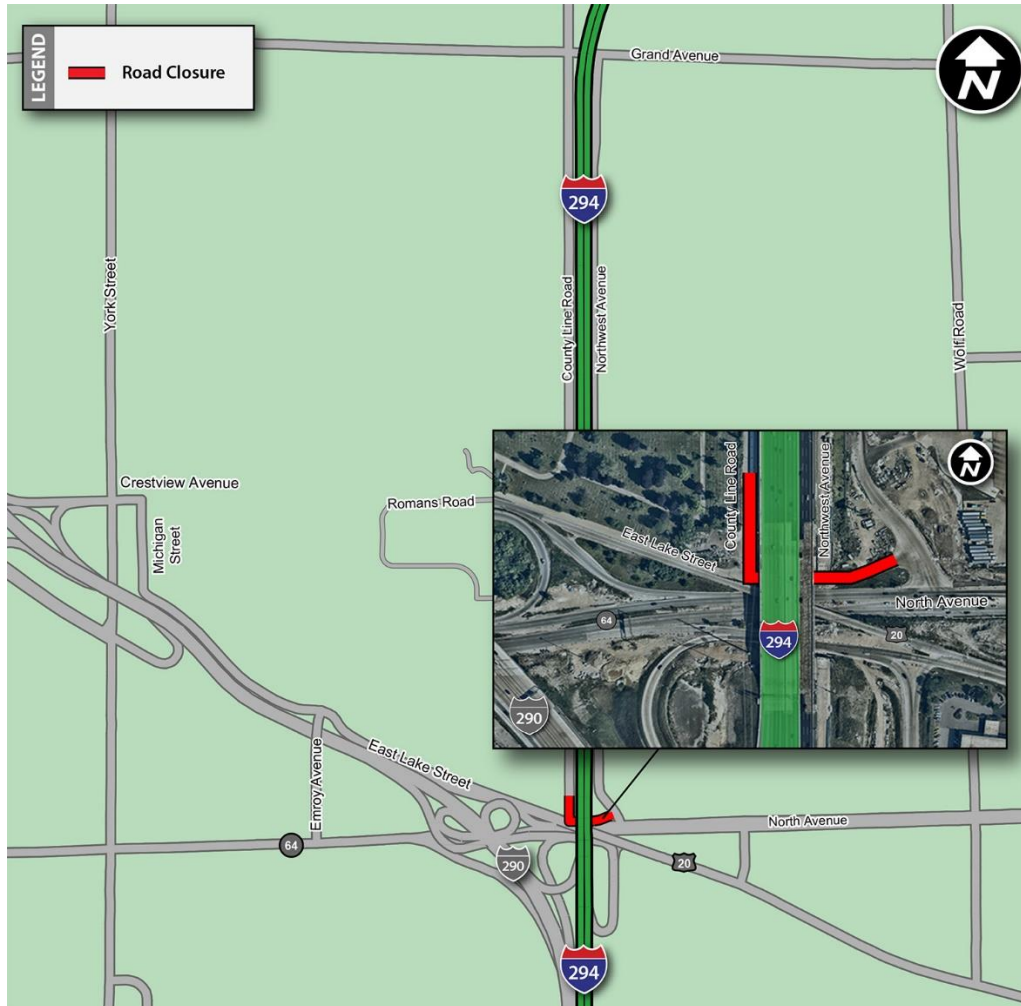 LEGEND
Road Closure
Grand Avenue
N
294
York Street
County Line Road
Northwest Avenue
Wolf Road
Crestview Avenue
Michigan
Street
Romans Road
N
County Line Road
Northwest Avenue
East Lake Street
North Avenue
64
20
294
290
East Lake Street
Emroy Avenue
North Avenue
64
290
20
294